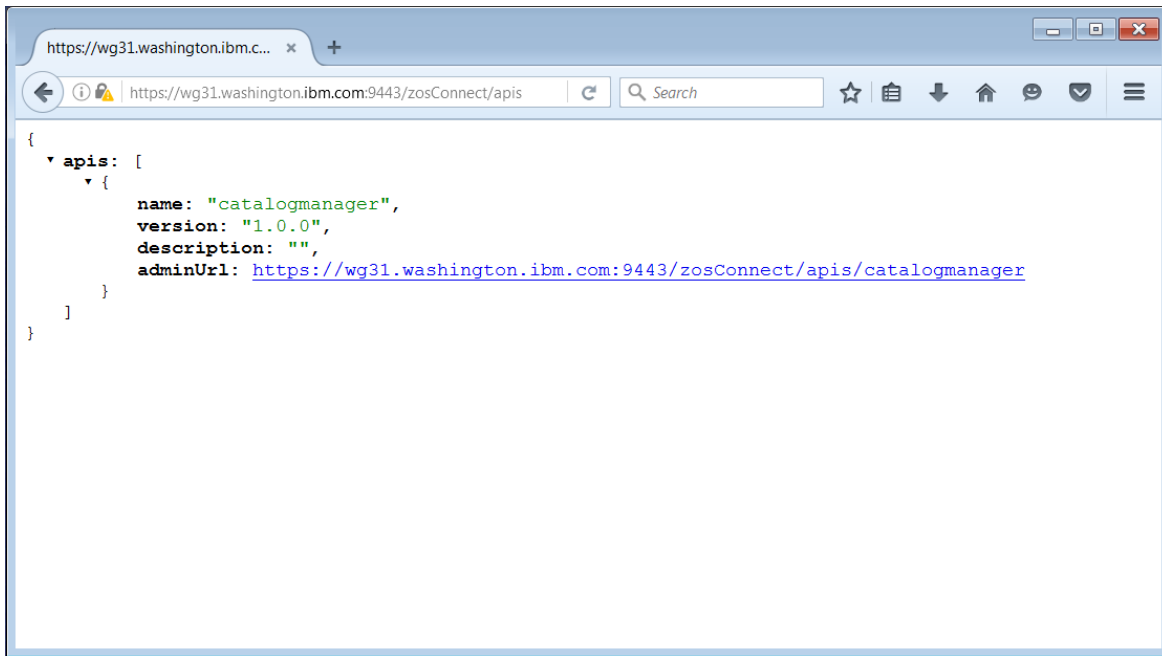 https://wg31.washington.ibm.c...
https://wg31.washington.ibm.com:9443/zosConnect/apis
Search
{
apis: [
{
name: "catalogmanager",
version: "1.0.0",
description: "",
adminUrl: https://wg31.washington.ibm.com:9443/zosConnect/apis/catalogmanager
}
]
}